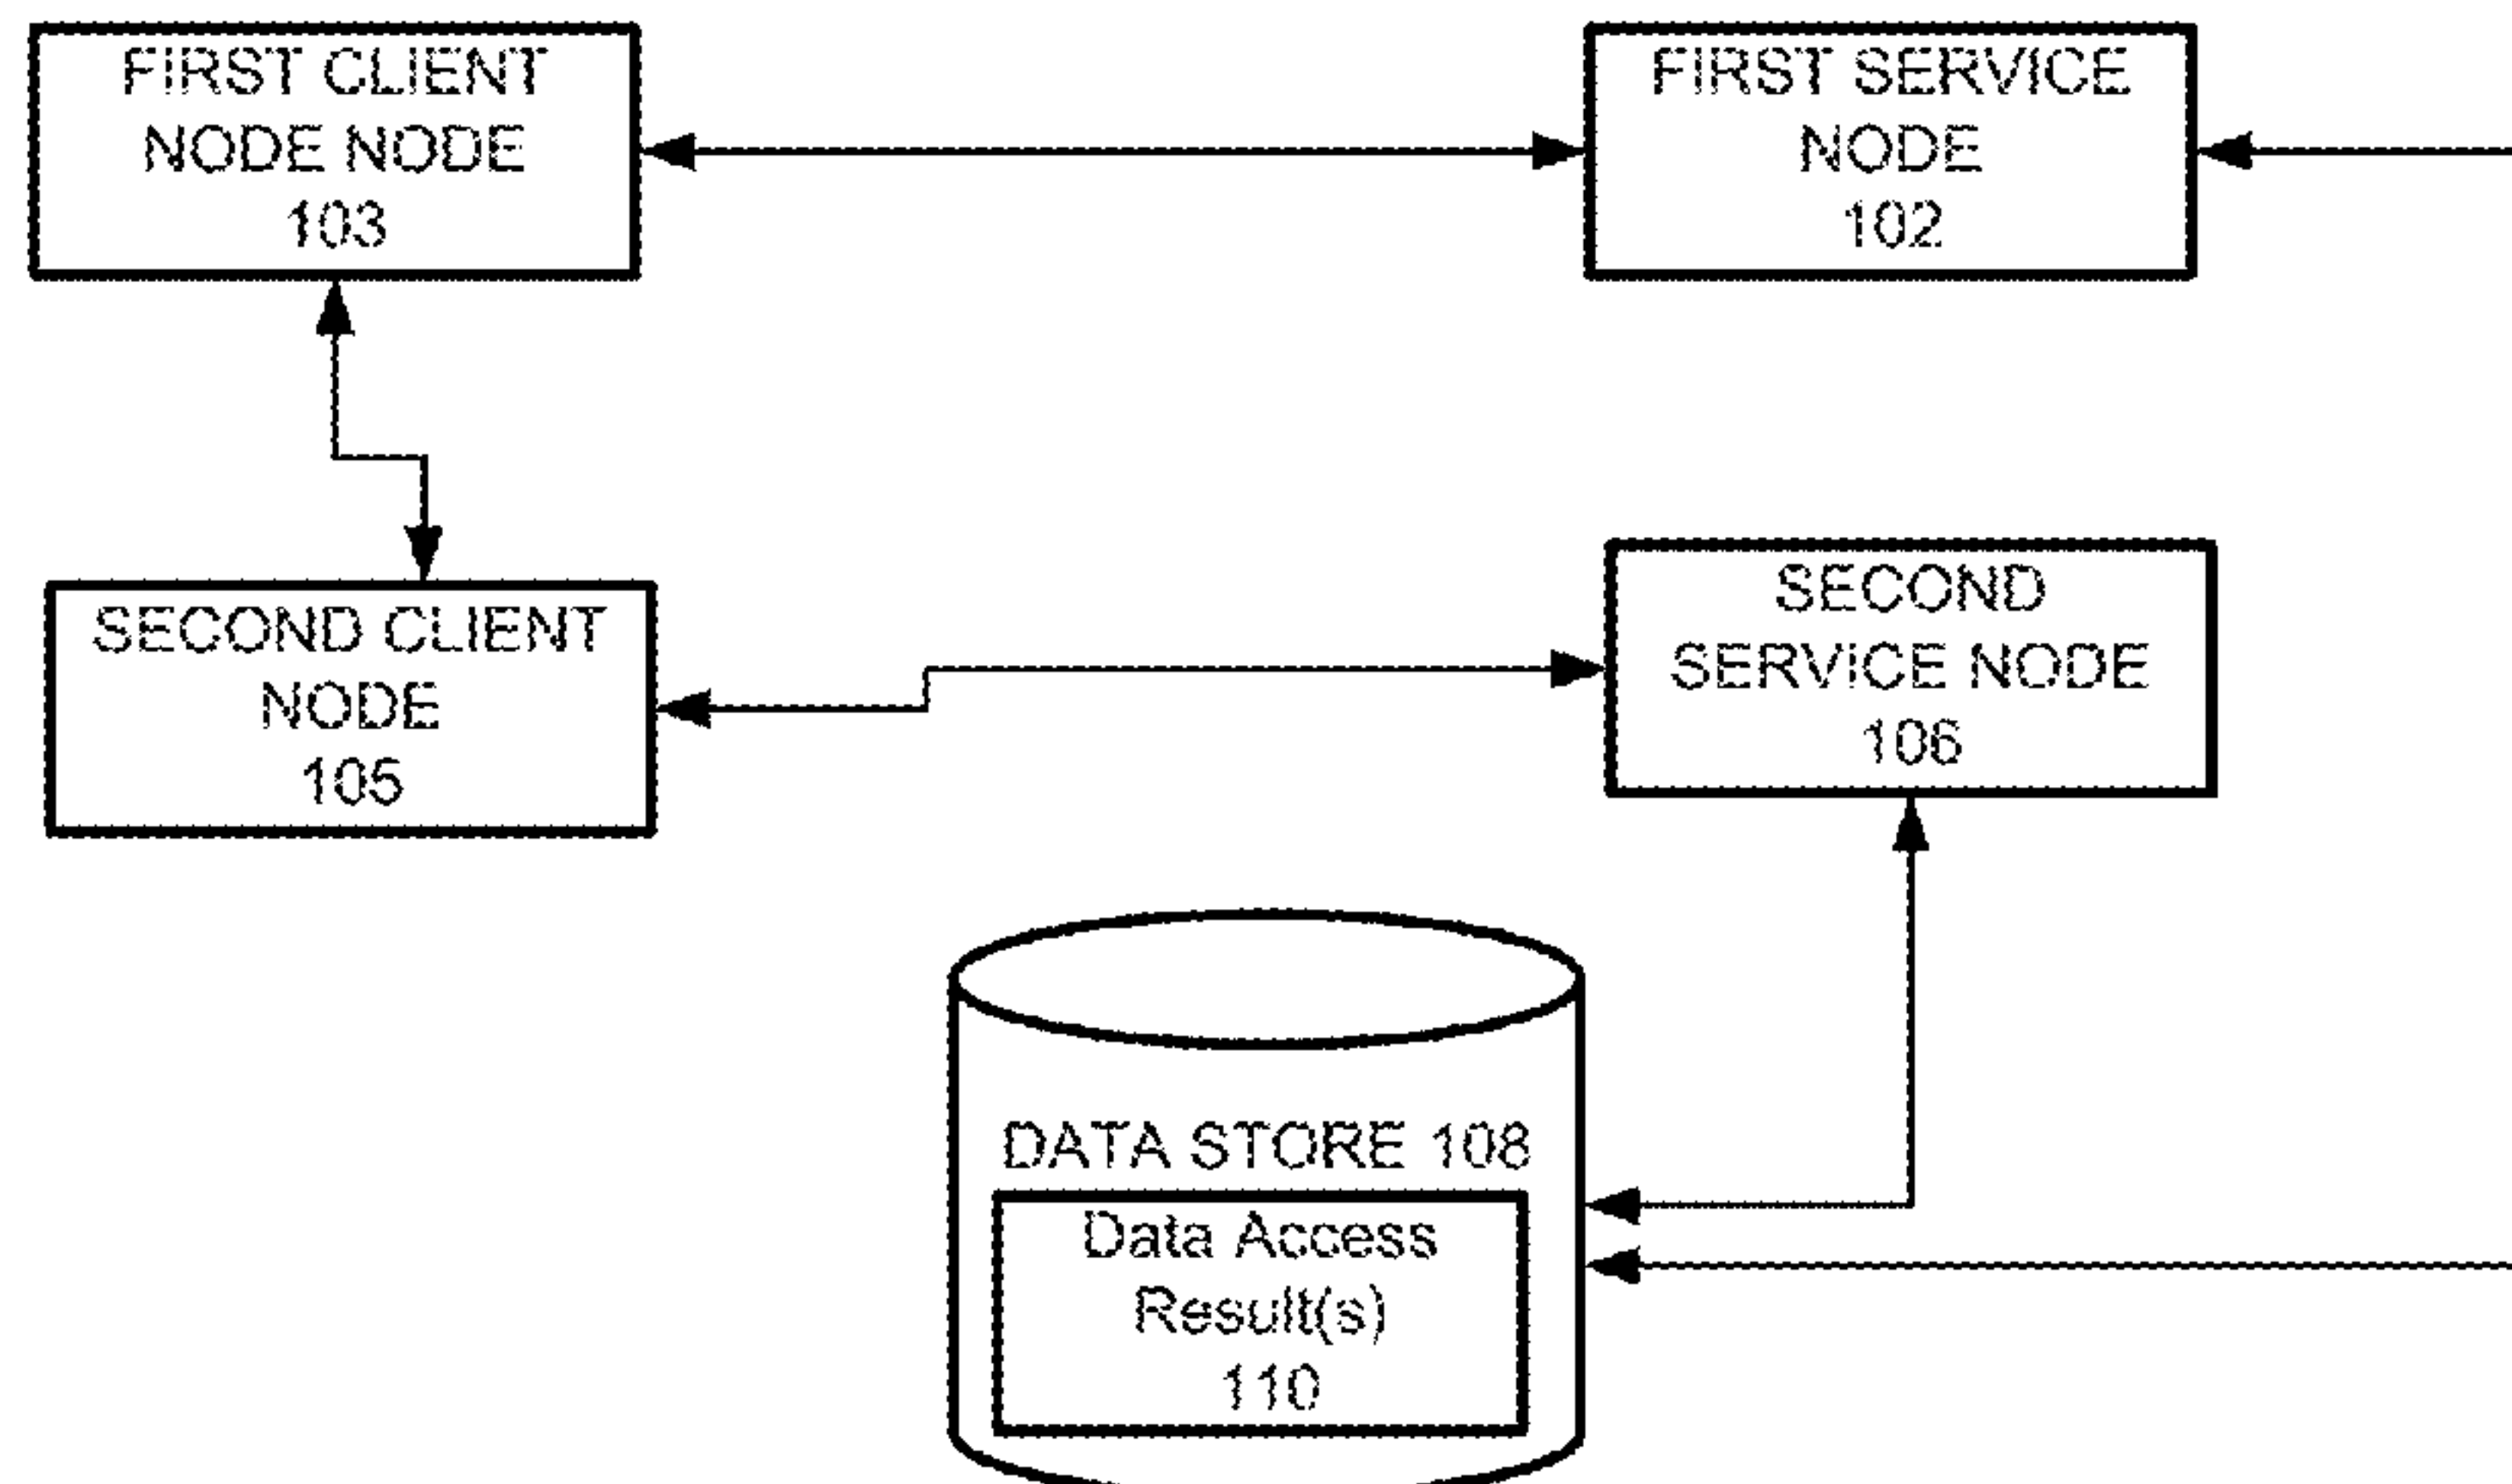 FIRST CLIENT
NODE NODE
103
FIRST SERVICE
NODE
102
SECOND CLIENT
NODE
105
SECOND
SERVICE NODE
106
DATA STORE 108
Data Access
Result(s)
110